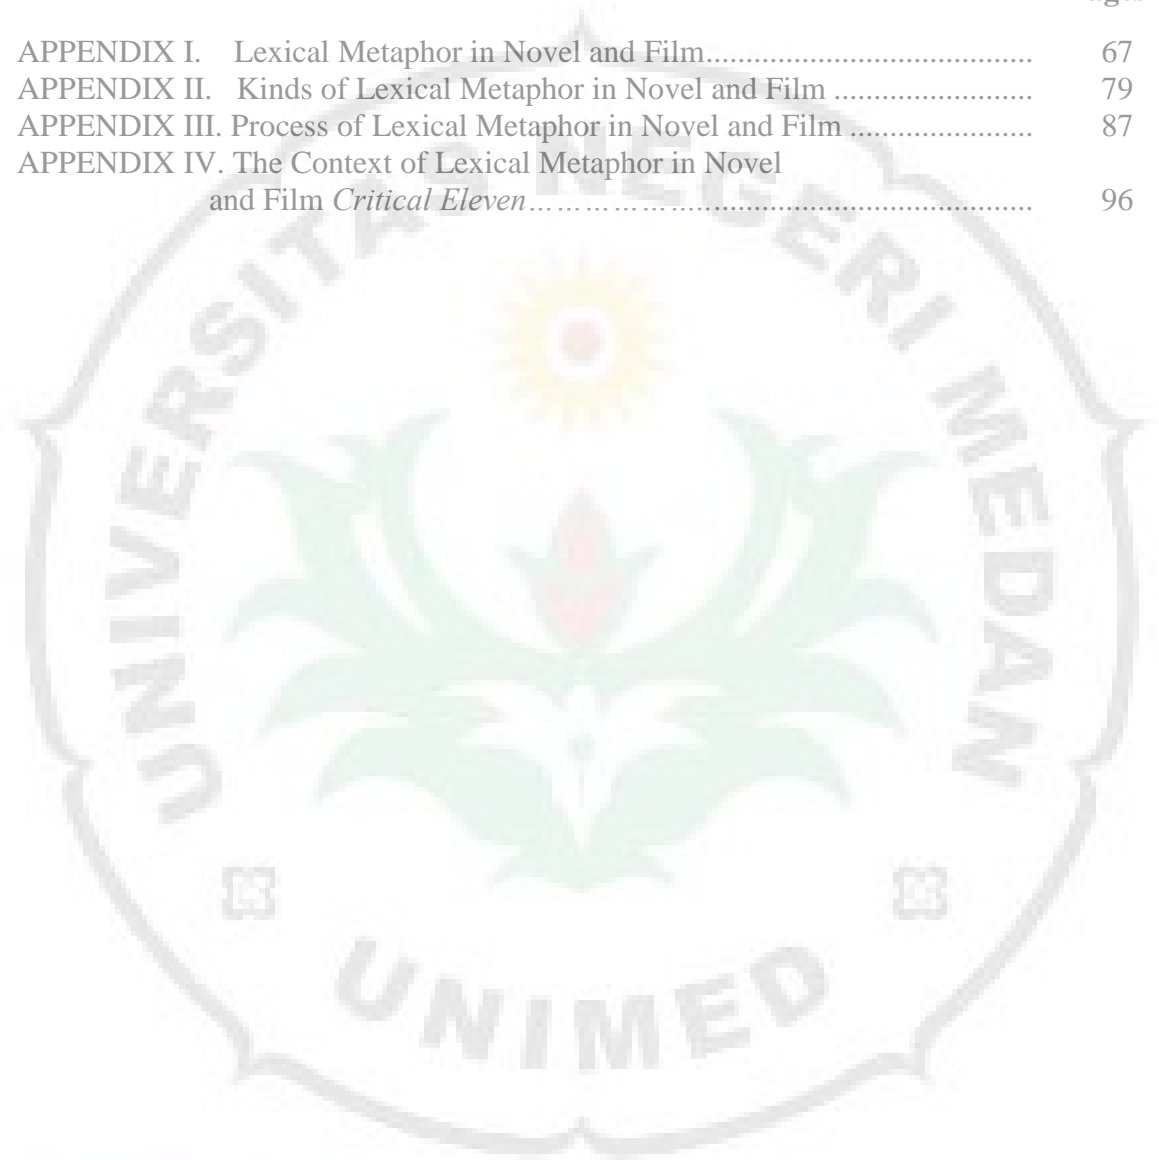 APPENDIX I. Lexical Metaphor in Novel and Film..................................... 67
APPENDIX II. Kinds of Lexical Metaphor in Novel and Film ......................... 79
APPENDIX III. Process of Lexical Metaphor in Novel and Film ....................... 87
APPENDIX IV. The Context of Lexical Metaphor in Novel
and Film Critical Eleven…………………............................................ 96
UNIVERSITAS NEGERI MEDAN
UNIMED